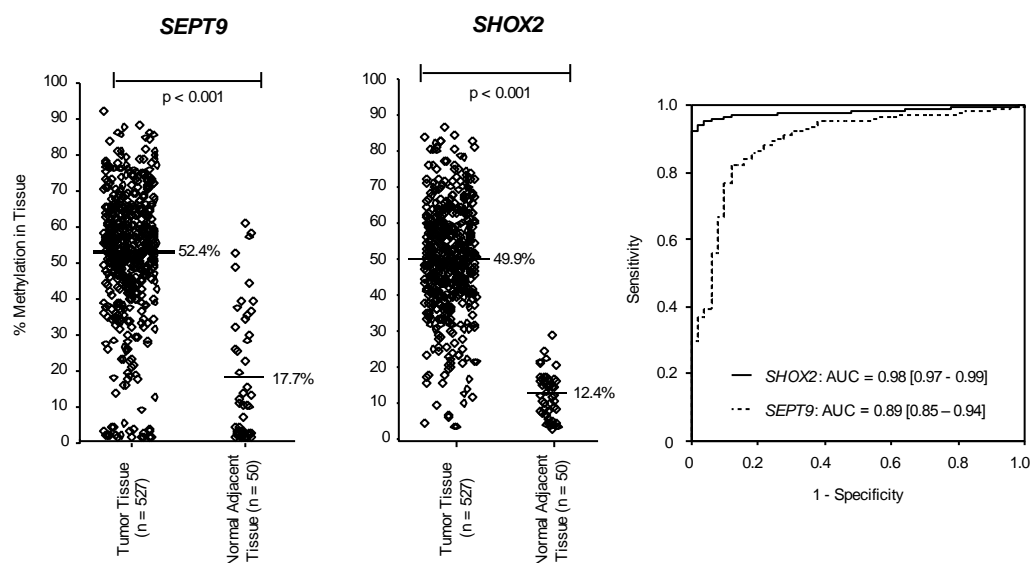 SEPT9
p < 0.001
% Methylation in Tissue
100
90
80
70
60
50
40
30
20
10
0
52.4%
17.7%
Tumor Tissue
(n = 527)
Normal Adjacent
Tissue (n = 50)
SHOX2
p < 0.001
100
90
80
70
60
50
40
30
20
10
0
49.9%
12.4%
Tumor Tissue
(n = 527)
Normal Adjacent
Tissue (n = 50)
Sensitivity
1.0
0.8
0.6
0.4
0.2
0
SHOX2: AUC = 0.98 [0.97 - 0.99]
SEPT9: AUC = 0.89 [0.85 – 0.94]
0
0.2
0.4
0.6
0.8
1.0
1 - Specificity